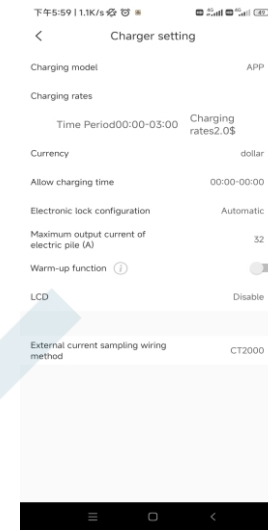 下午5:59 | 1.1K/s
Charger setting
Charging model APP
Charging rates
Time Period00:00-03:00 Charging
rates2.0$
Currency dollar
Allow charging time 00:00-00:00
Electronic lock configuration Automatic
Maximum output current of
electric pile (A) 32
Warm-up function
LCD Disable
External current sampling wiring
method CT2000